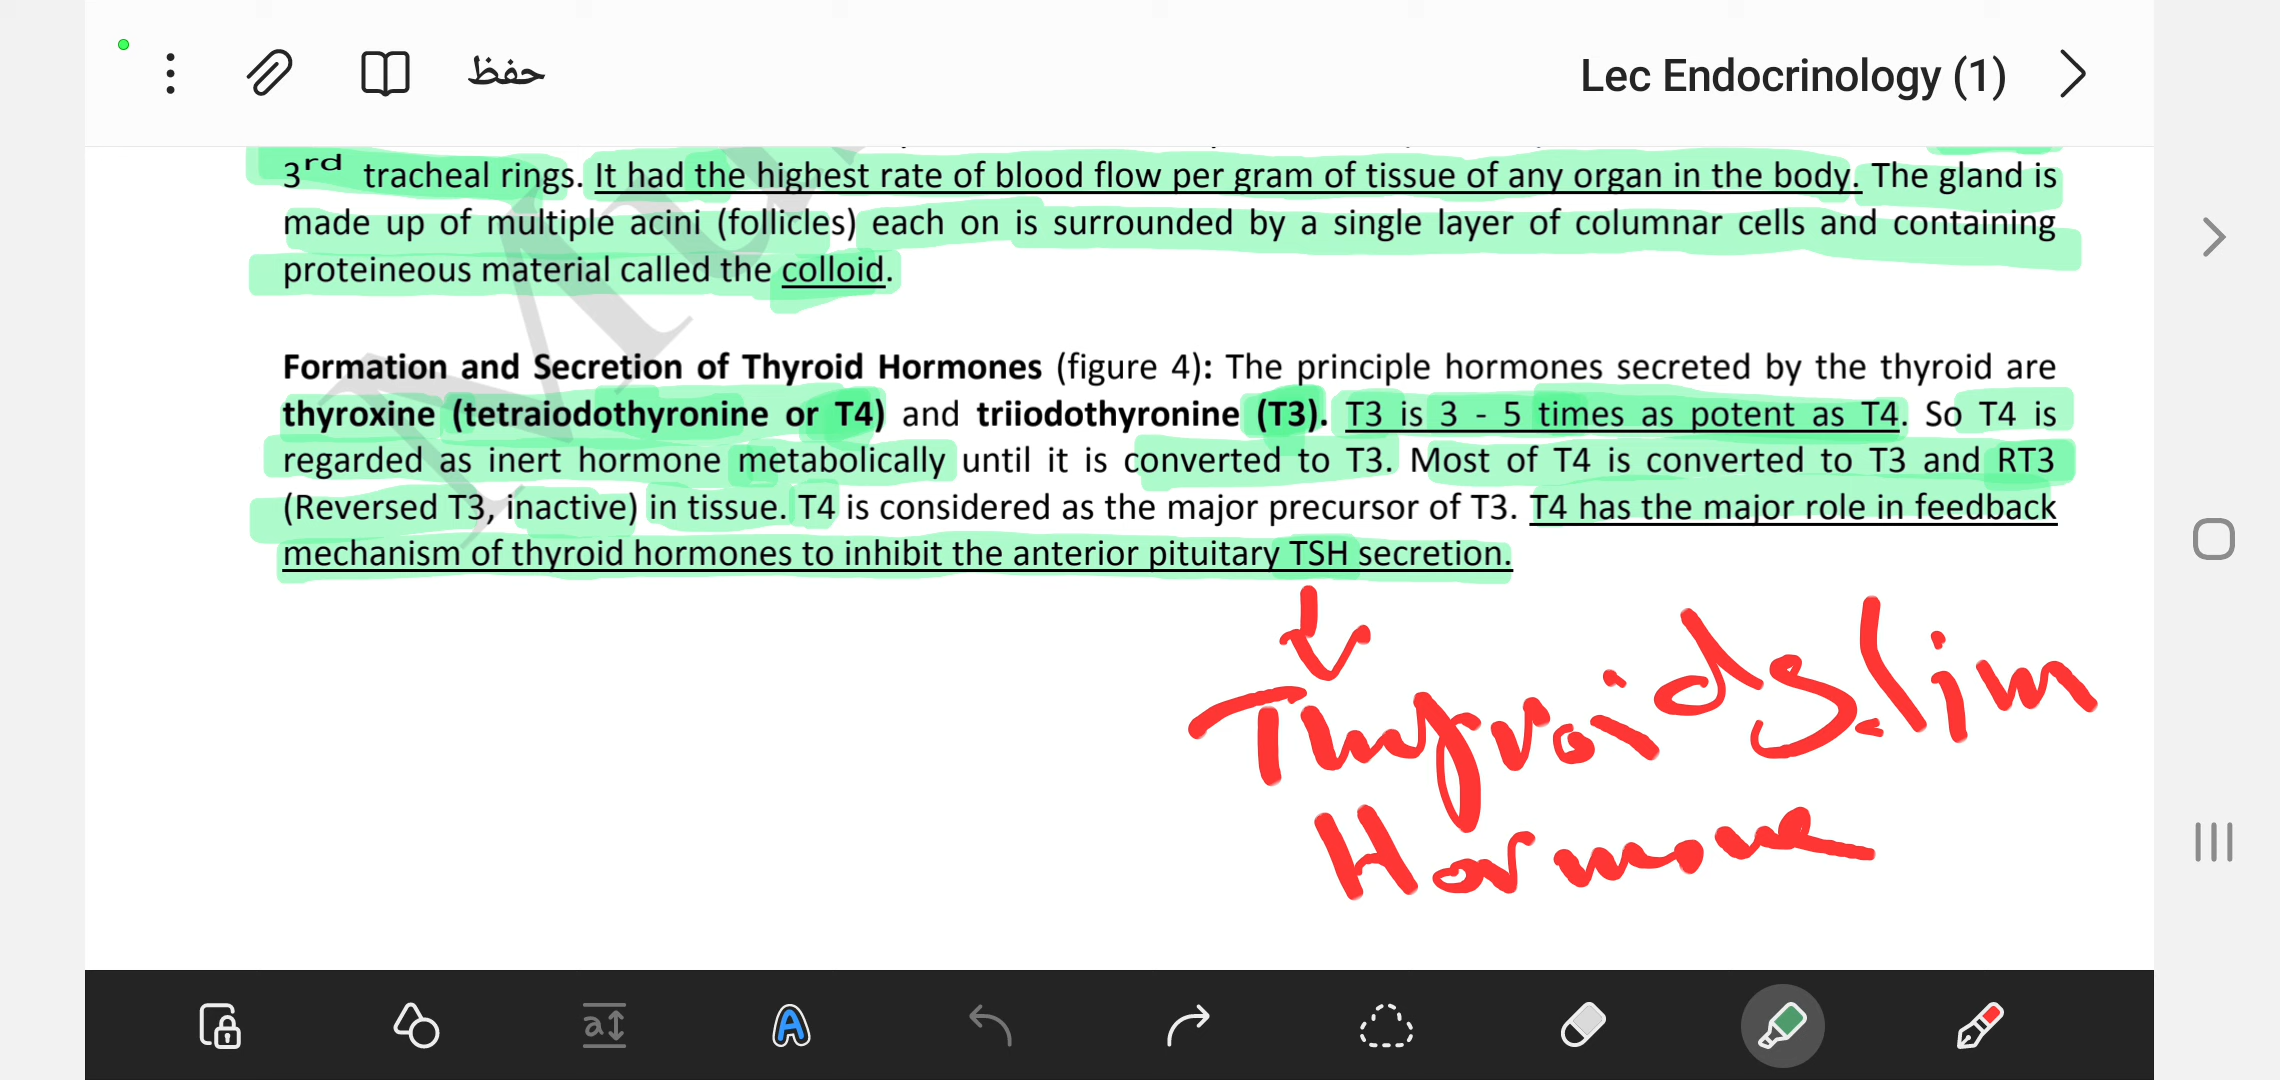 حفظ
Lec Endocrinology (1)
3rd tracheal rings. It had the highest rate of blood flow per gram of tissue of any organ in the body. The gland is
made up of multiple acini (follicles) each on is surrounded by a single layer of columnar cells and containing
proteineous material called the colloid.
Formation and Secretion of Thyroid Hormones (figure 4): The principle hormones secreted by the thyroid are
thyroxine (tetraiodothyronine or T4) and triiodothyronine (T3). T3 is 3 - 5 times as potent as T4. So T4 is
regarded as inert hormone metabolically until it is converted to T3. Most of T4 is converted to T3 and RT3
(Reversed T3, inactive) in tissue. T4 is considered as the major precursor of T3. T4 has the major role in feedback
mechanism of thyroid hormones to inhibit the anterior pituitary TSH secretion.
Thyroid Slim
Hormone
a
A